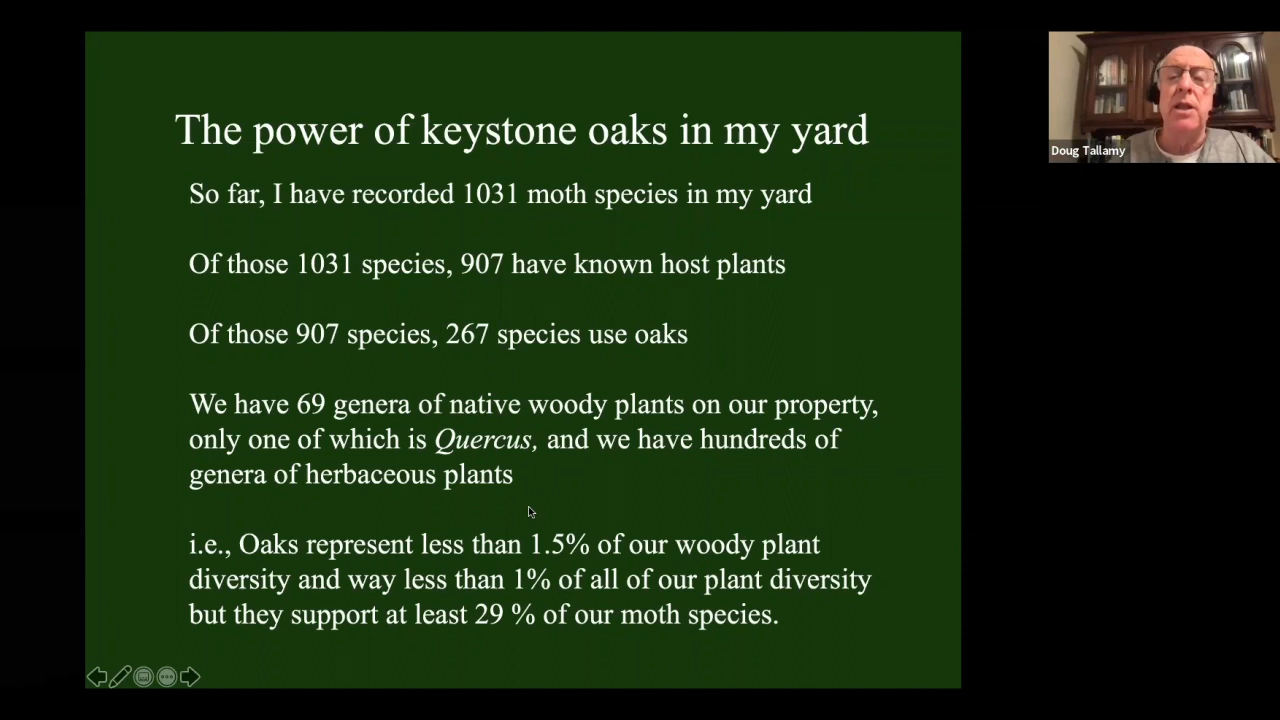 The power of keystone oaks in my yard
So far, I have recorded 1031 moth species in my yard
Of those 1031 species, 907 have known host plants
Of those 907 species, 267 species use oaks
We have 69 genera of native woody plants on our property,
only one of which is Quercus, and we have hundreds of
genera of herbaceous plants
i.e., Oaks represent less than 1.5% of our woody plant
diversity and way less than 1% of all of our plant diversity
but they support at least 29 % of our moth species.
Doug Tallamy